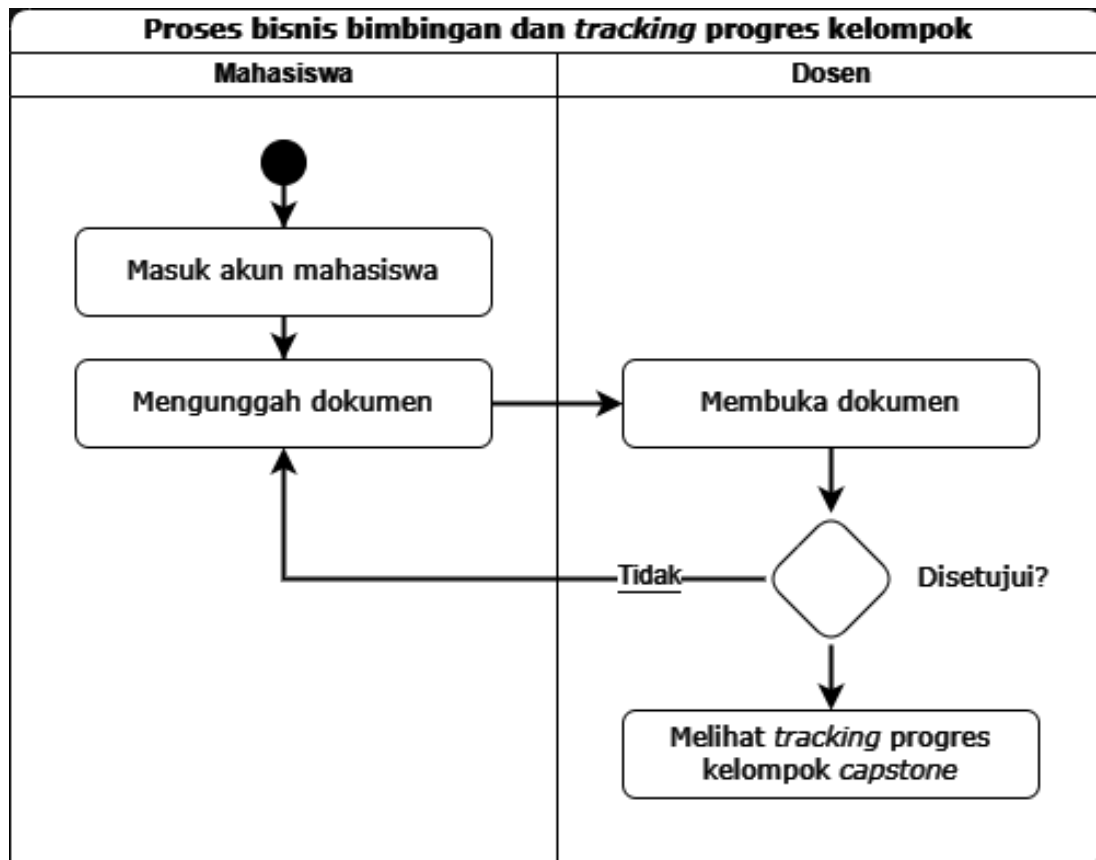 Proses bisnis bimbingan dan tracking progres kelompok
Mahasiswa
Dosen
Masuk akun mahasiswa
Mengunggah dokumen
Membuka dokumen
Tidak
Disetujui?
Melihat tracking progres
kelompok capstone